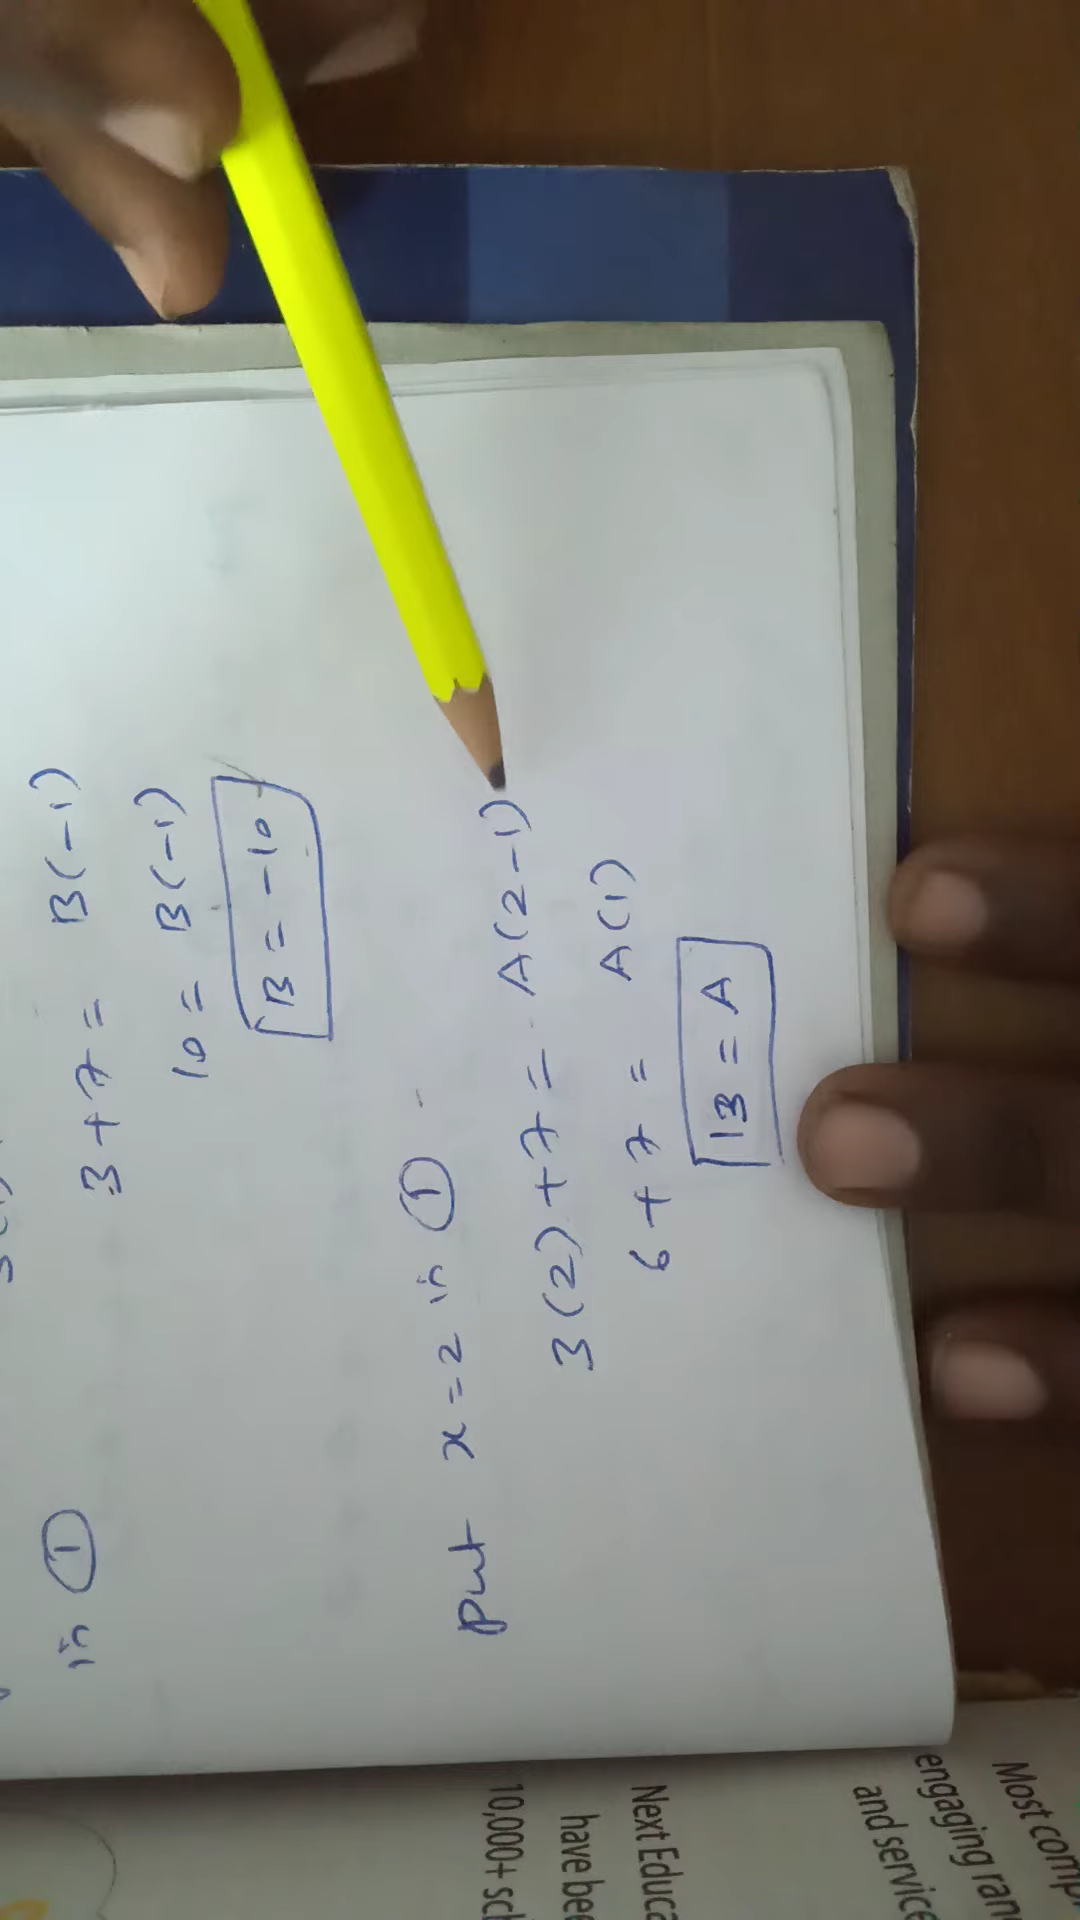 in ①
3 + 7 = B(-1)
10 = B(-1)
B = -10
put x = 2 in ①
3(2) + 7 = A(2-1)
6 + 7 = A(1)
13 = A
Most comp
engaging ran
and service
Next Educa
have bee
10,000+ scl